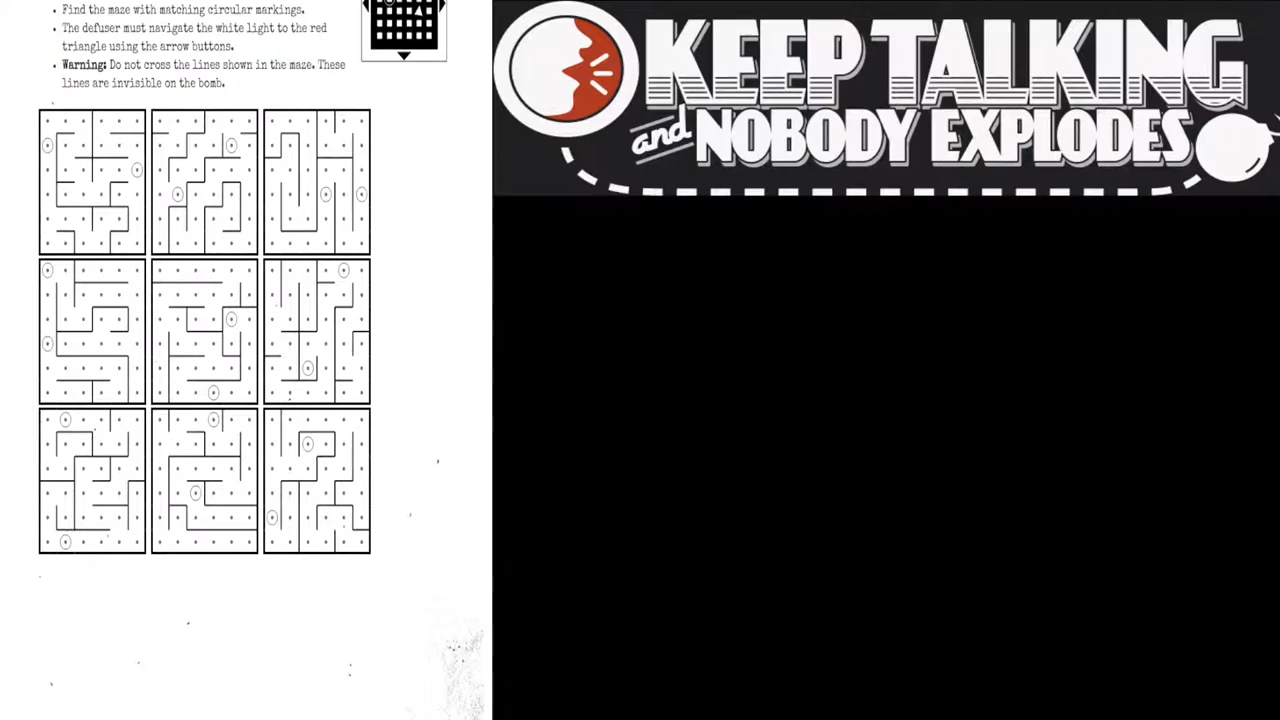 Find the maze with matching circular markings.
The defuser must navigate the white light to the red
triangle using the arrow buttons.
Warning: Do not cross the lines shown in the maze. These
lines are invisible on the bomb.
KEEP TALKING
and NOBODY EXPLODES